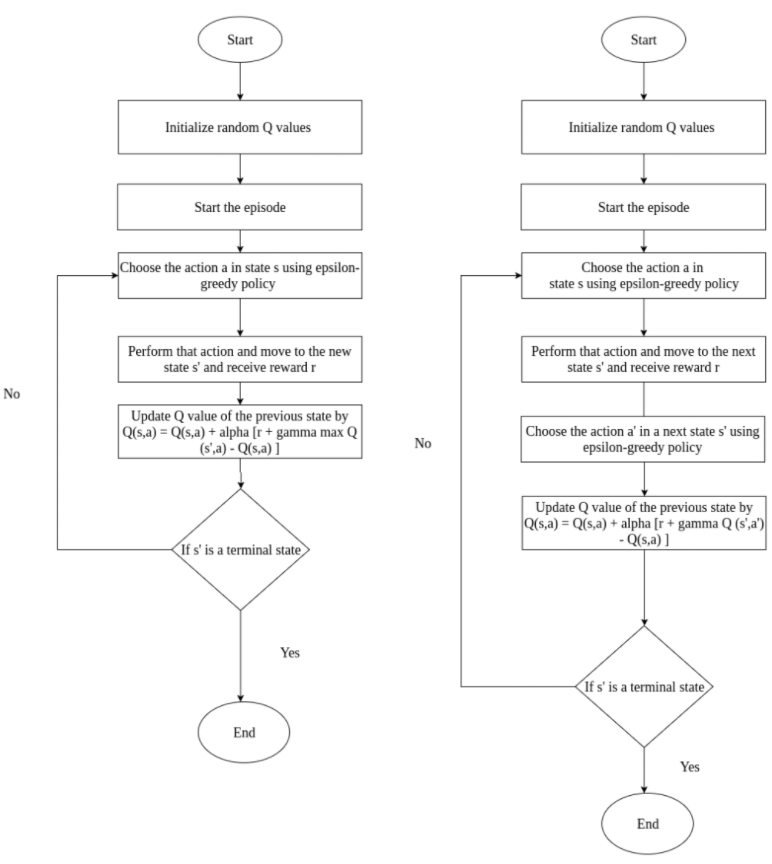 Start
Initialize random Q values
Start the episode
Choose the action a in state s using epsilon-
greedy policy
Perform that action and move to the new
state s' and receive reward r
No
Update Q value of the previous state by
Q(s,a) = Q(s,a) + alpha [r + gamma max Q
(s',a) - Q(s,a) ]
If s' is a terminal state
Yes
End
Start
Initialize random Q values
Start the episode
Choose the action a in
state s using epsilon-greedy policy
Perform that action and move to the next
state s' and receive reward r
Choose the action a' in a next state s' using
epsilon-greedy policy
No
Update Q value of the previous state by
Q(s,a) = Q(s,a) + alpha [r + gamma Q (s',a')
- Q(s,a) ]
If s' is a terminal state
Yes
End